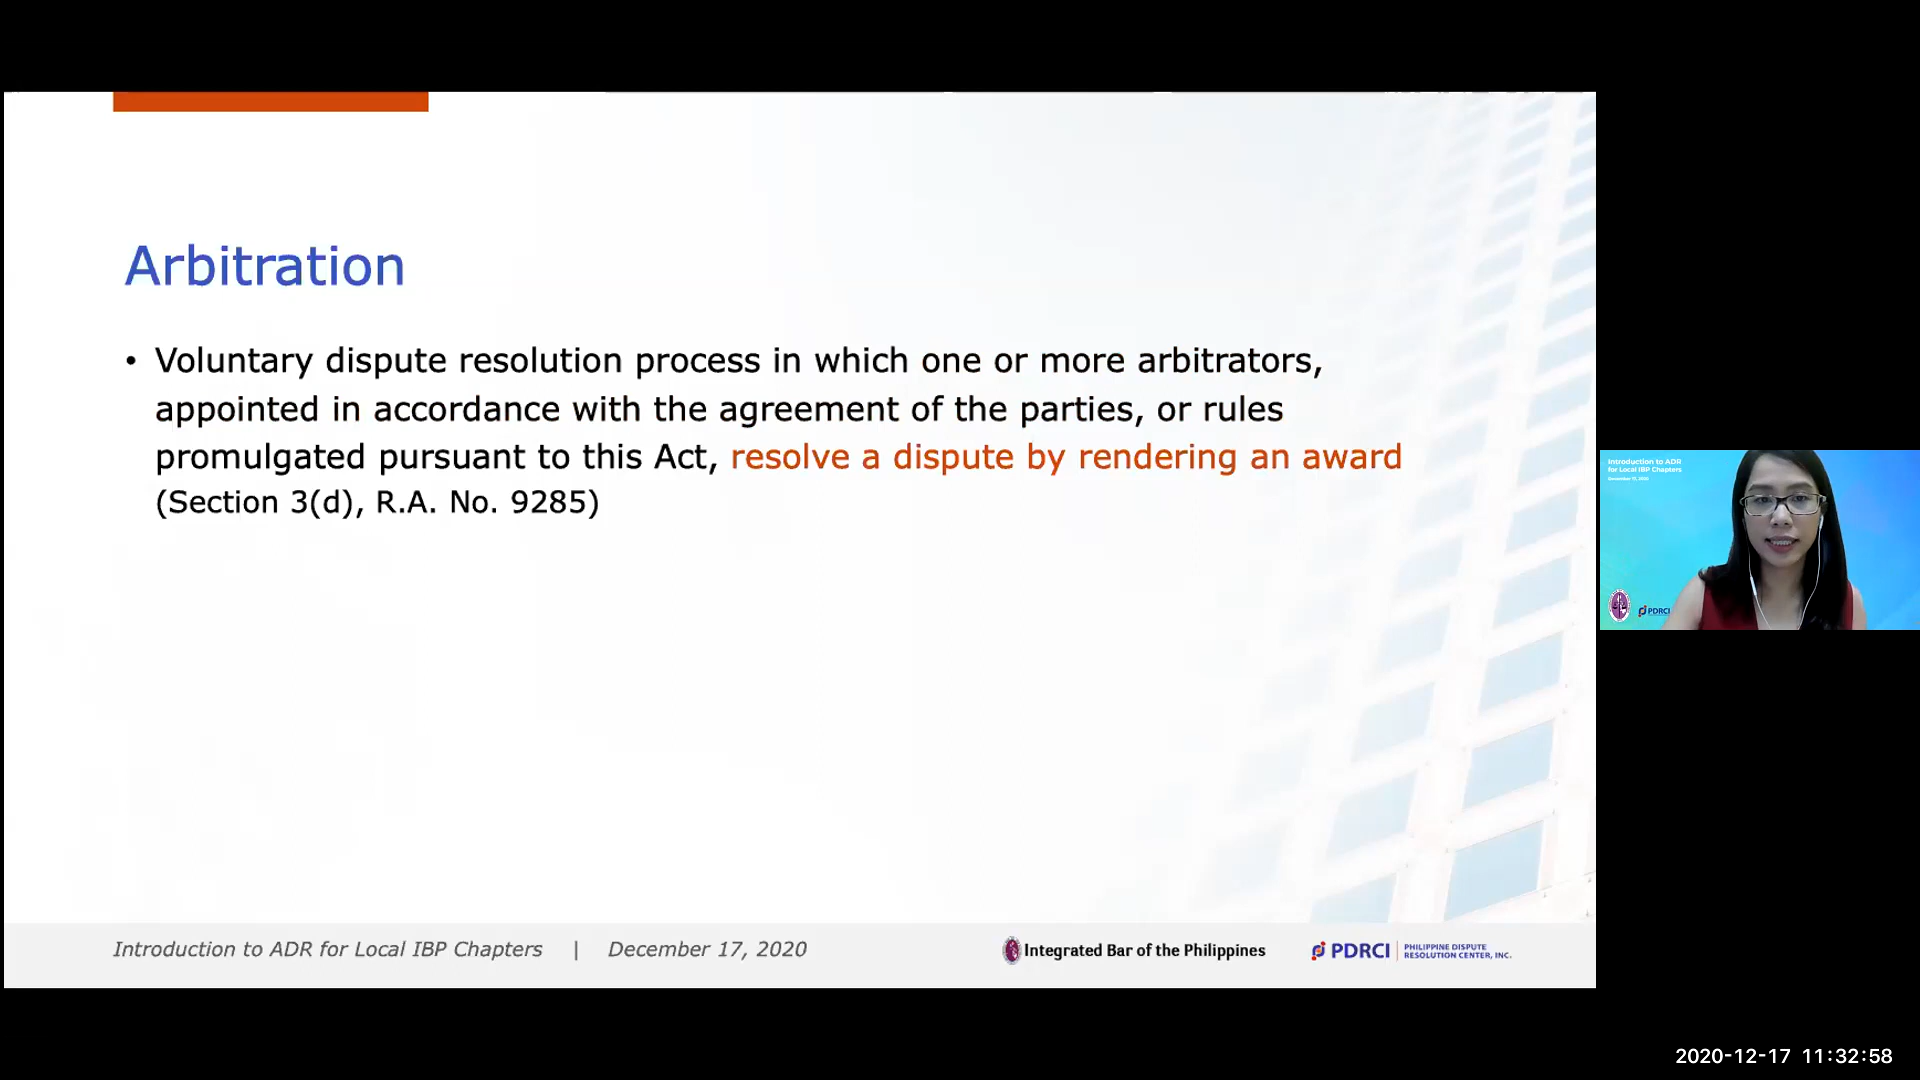 Arbitration
• Voluntary dispute resolution process in which one or more arbitrators,
appointed in accordance with the agreement of the parties, or rules
promulgated pursuant to this Act, resolve a dispute by rendering an award
(Section 3(d), R.A. No. 9285)
Introduction to ADR
for Local IBP Chapters
PDRCI
Introduction to ADR for Local IBP Chapters | December 17, 2020
Integrated Bar of the Philippines
PDRCI | PHILIPPINE DISPUTE
RESOLUTION CENTER, INC.
2020-12-17 11:32:58